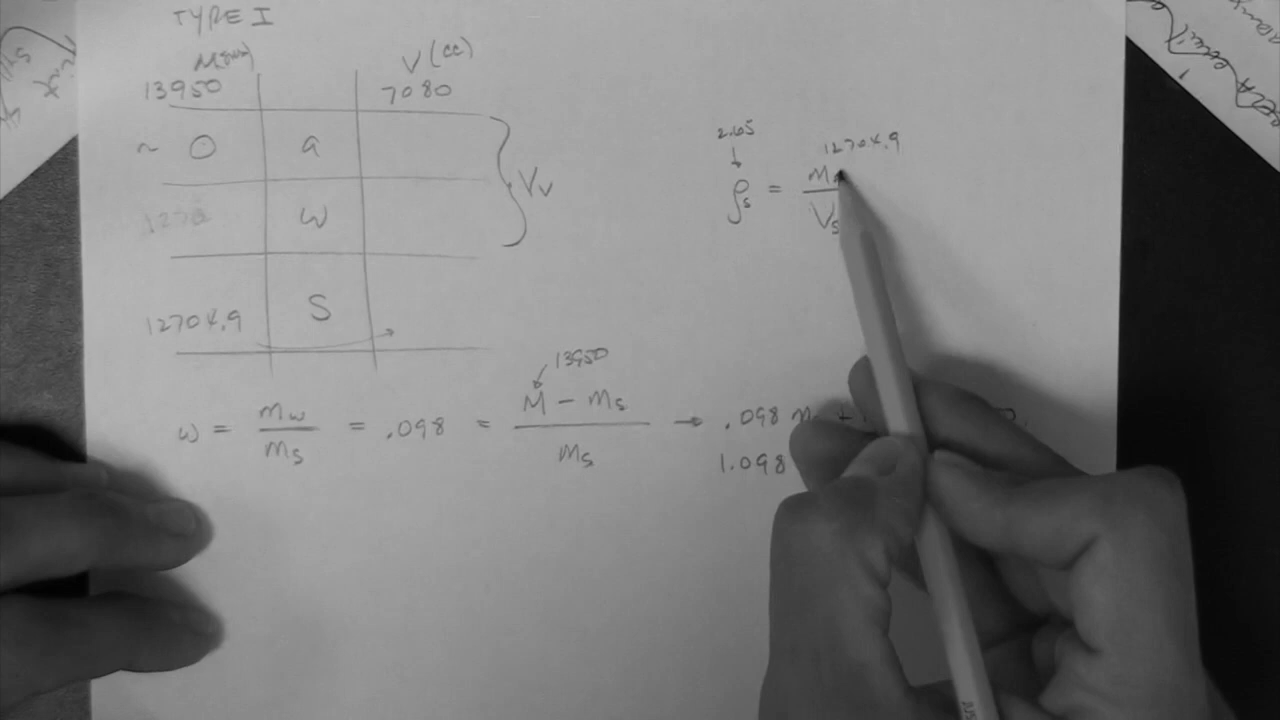 TYPE I
M(gm) V (cc)
13950 7080
~ 0 a
Vv
w
12704.9 S
2.65
12704.9
ρs = M
Vs
13950
ω = mw / ms = .098 = M - ms / ms → .098 m
1.098